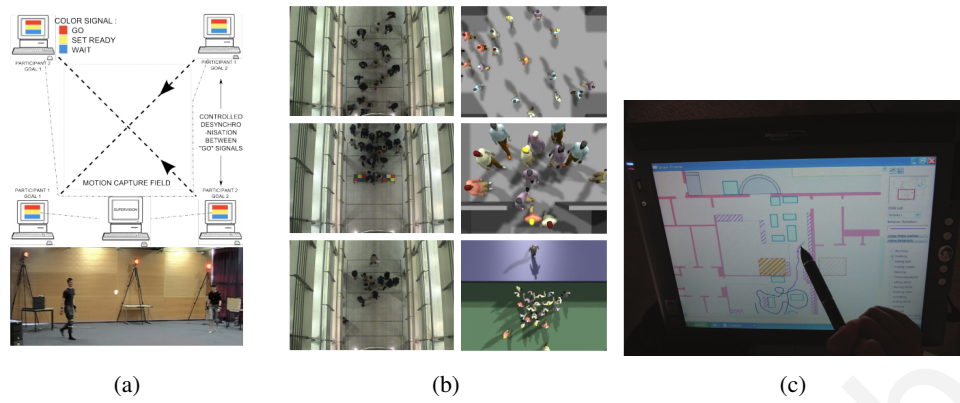 COLOR SIGNAL :
GO
SET READY
WAIT
PARTICIPANT 2
GOAL 1
PARTICIPANT 1
GOAL 2
CONTROLLED
DESYNCHRO
-NISATION
BETWEEN
"GO" SIGNALS
MOTION CAPTURE FIELD
PARTICIPANT 1
GOAL 1
SUPERVISION
PARTICIPANT 2
GOAL 2
(a)
(b)
(c)